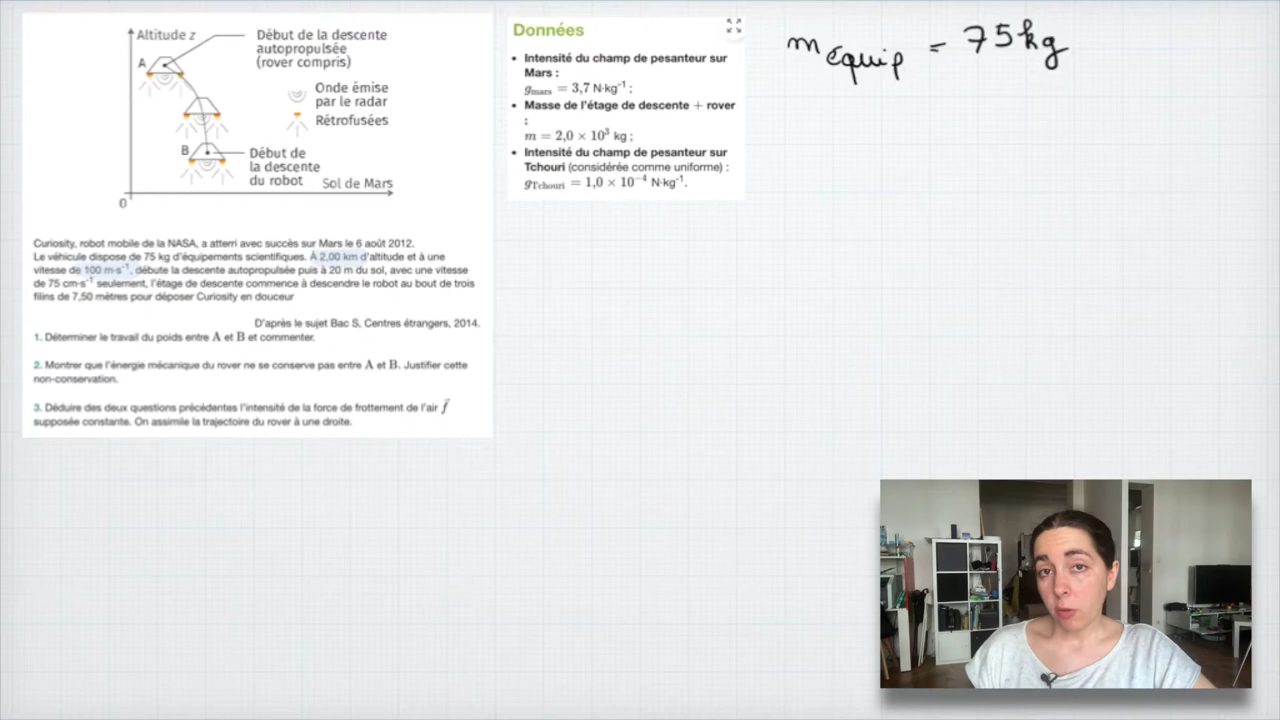 Altitude z
Début de la descente
autopropulsée
(rover compris)
A
Onde émise
par le radar
Rétrofusées
B
Début de
la descente
du robot
Sol de Mars
0
Curiosity, robot mobile de la NASA, a atterri avec succès sur Mars le 6 août 2012.
Le véhicule dispose de 75 kg d'équipements scientifiques. À 2,00 km d'altitude et à une
vitesse de 100 m·s⁻¹, débute la descente autopropulsée puis à 20 m du sol, avec une vitesse
de 75 cm·s⁻¹ seulement, l'étage de descente commence à descendre le robot au bout de trois
filins de 7,50 mètres pour déposer Curiosity en douceur
D'après le sujet Bac S, Centres étrangers, 2014.
1. Déterminer le travail du poids entre A et B et commenter.
2. Montrer que l'énergie mécanique du rover ne se conserve pas entre A et B. Justifier cette
non-conservation.
3. Déduire des deux questions précédentes l'intensité de la force de frottement de l'air f⃗
supposée constante. On assimile la trajectoire du rover à une droite.
Données
• Intensité du champ de pesanteur sur
Mars :
g_mars = 3,7 N·kg⁻¹ ;
• Masse de l'étage de descente + rover
:
m = 2,0 × 10³ kg ;
• Intensité du champ de pesanteur sur
Tchouri (considérée comme uniforme) :
g_Tchouri = 1,0 × 10⁻⁴ N·kg⁻¹.
m équip = 75 kg